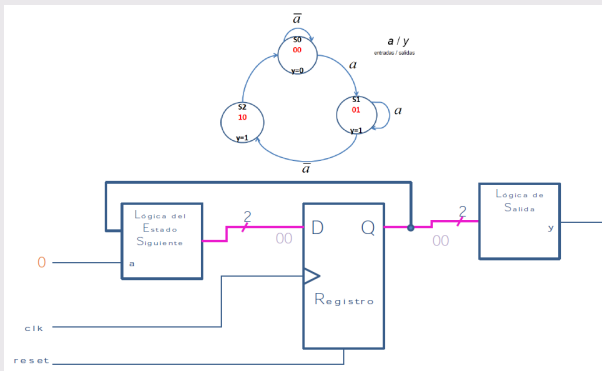 ā
S0
00
y=0
a
a / y
entradas / salidas
S1
01
y=1
a
S2
10
y=1
ā
Lógica del
Estado
Siguiente
a
0
2
00
D
Q
Registro
2
00
Lógica de
Salida
y
clk
reset